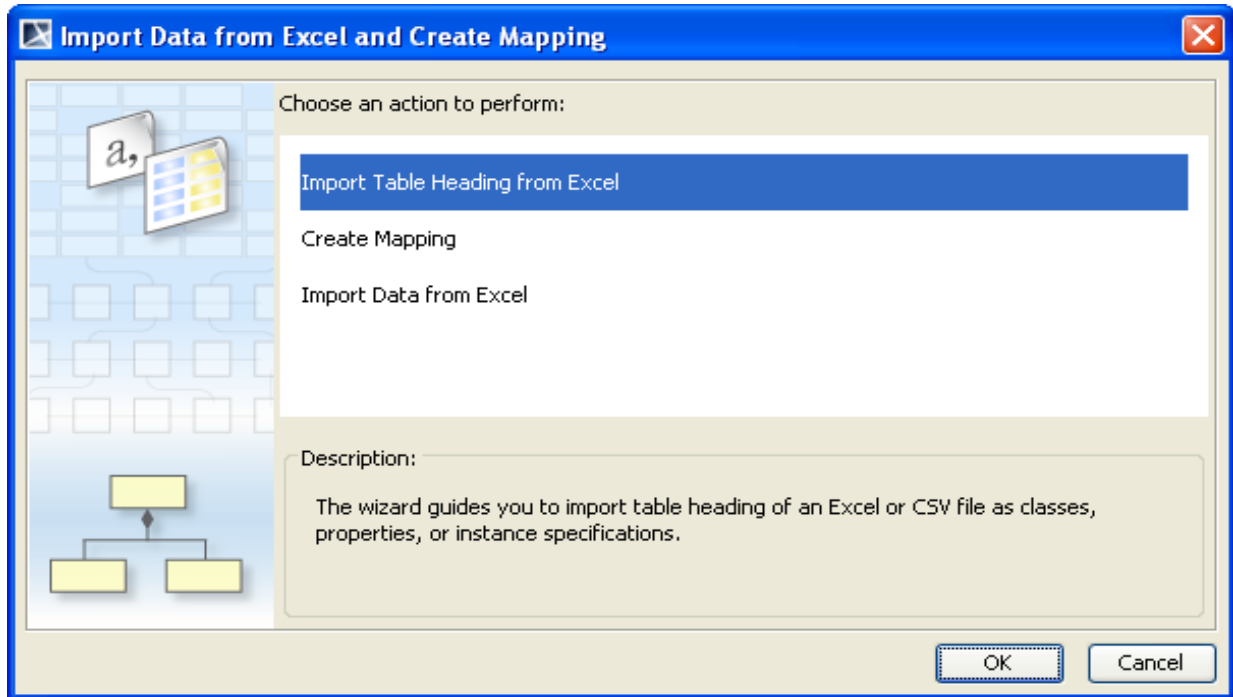 Import Data from Excel and Create Mapping
Choose an action to perform:
a,
Import Table Heading from Excel
Create Mapping
Import Data from Excel
Description:
The wizard guides you to import table heading of an Excel or CSV file as classes,
properties, or instance specifications.
OK
Cancel